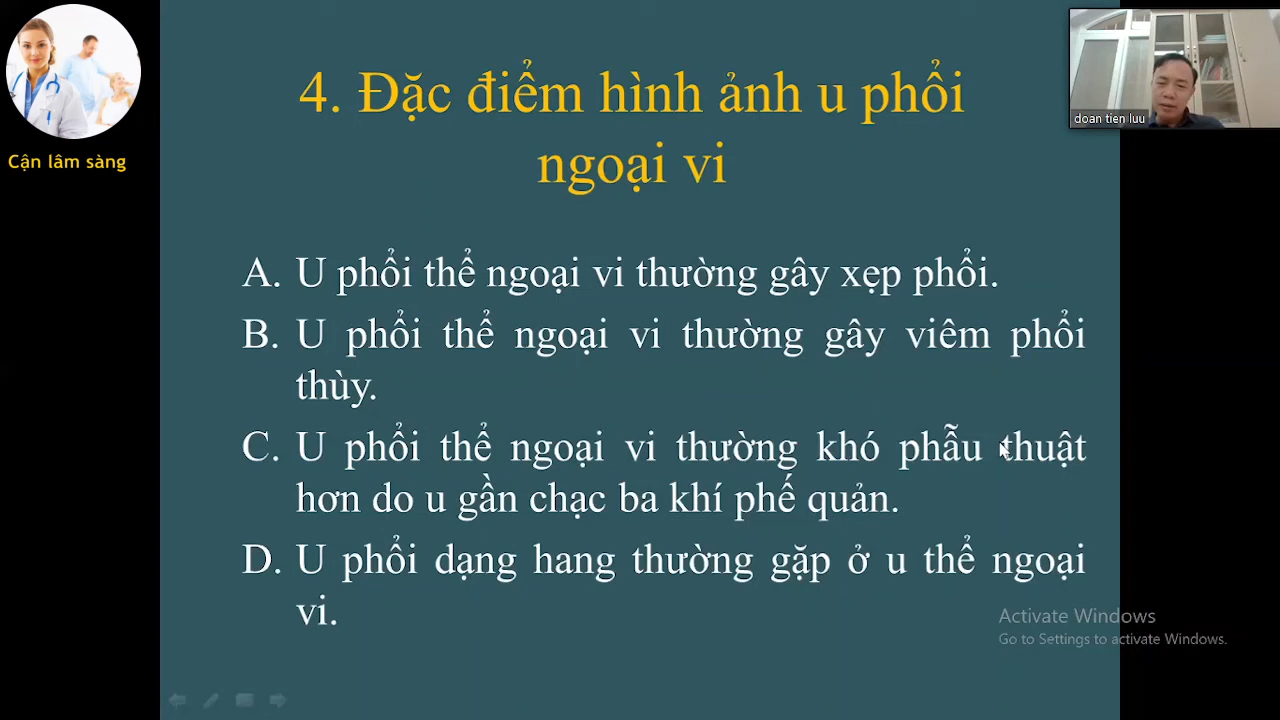 4. Đặc điểm hình ảnh u phổi
ngoại vi
Cận lâm sàng
doan tien luu
A. U phổi thể ngoại vi thường gây xẹp phổi.
B. U phổi thể ngoại vi thường gây viêm phổi
thùy.
C. U phổi thể ngoại vi thường khó phẫu thuật
hơn do u gần chạc ba khí phế quản.
D. U phổi dạng hang thường gặp ở u thể ngoại
vi.
Activate Windows
Go to Settings to activate Windows.